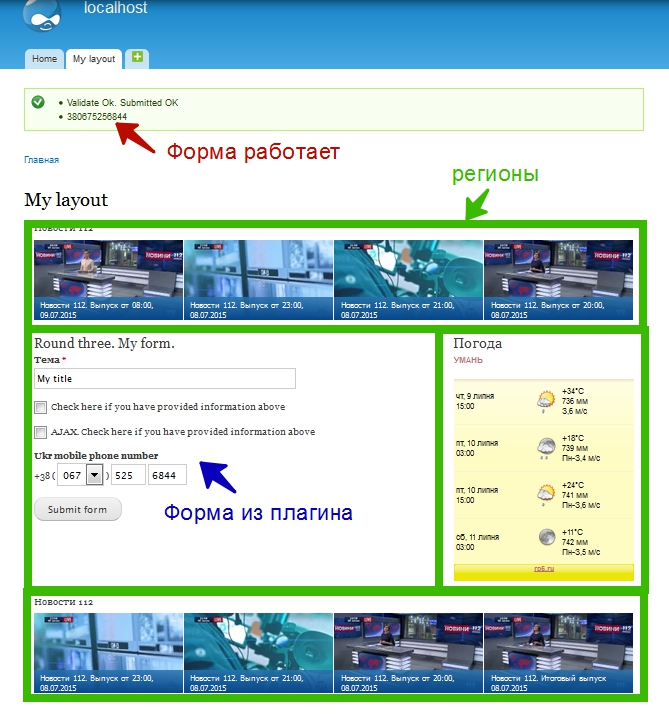 localhost
Home
My layout
Validate Ok. Submitted OK
380675256844
Форма работает
Главная
регионы
My layout
Новости 112
Новости 112. Выпуск от 08:00,
09.07.2015
Новости 112. Выпуск от 23:00,
08.07.2015
Новости 112. Выпуск от 21:00,
08.07.2015
Новости 112. Выпуск от 20:00,
08.07.2015
Round three. My form.
Тема *
My title
Check here if you have provided information above
AJAX. Check here if you have provided information above
Ukr mobile phone number
+38 ( 067 ) 525 6844
Submit form
Форма из плагина
Погода
УМАНЬ
чт, 9 липня
15:00
+34°C
736 мм
З,6 м/с
пт, 10 липня
03:00
+18°C
739 мм
Пн-З,4 м/с
пт, 10 липня
15:00
+24°C
741 мм
Пн-З,6 м/с
сб, 11 липня
03:00
+11°C
742 мм
Пн-З,5 м/с
rp5.ru
Новости 112
Новости 112. Выпуск от 23:00,
08.07.2015
Новости 112. Выпуск от 21:00,
08.07.2015
Новости 112. Выпуск от 20:00,
08.07.2015
Новости 112. Итоговый выпуск
08.07.2015